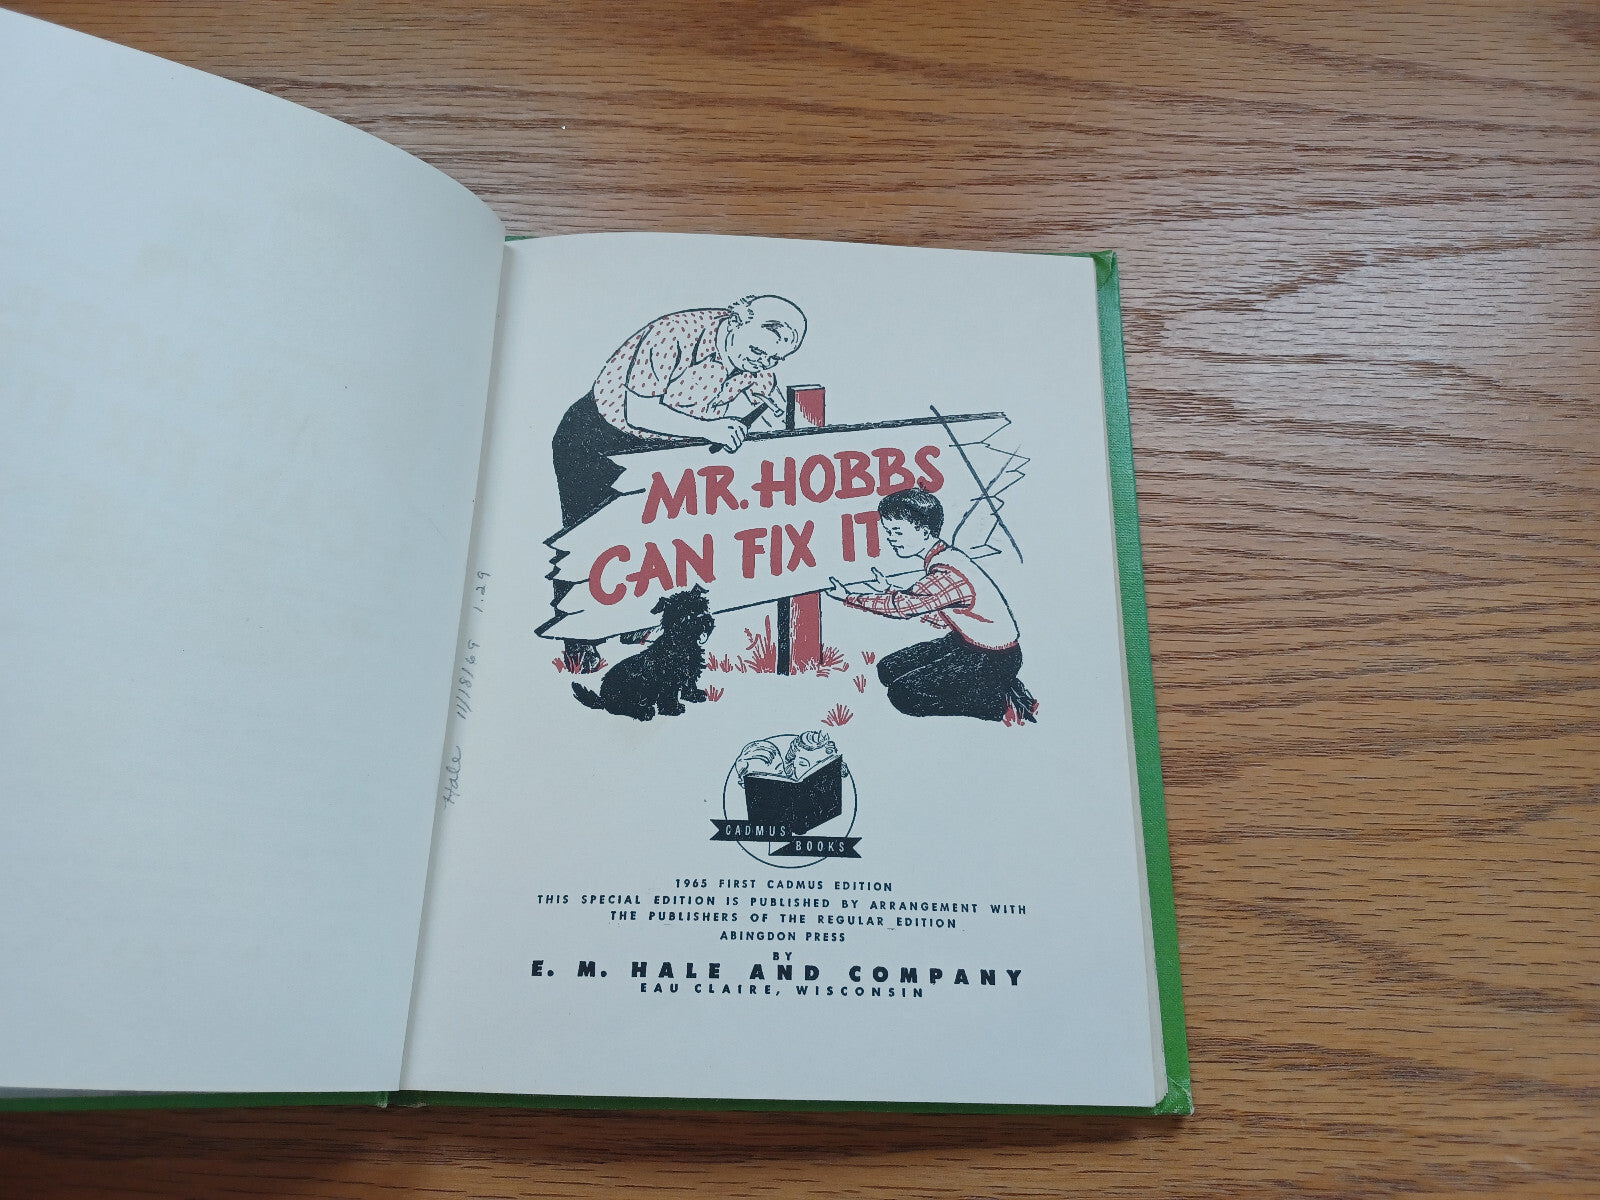 Hale 11/18/69 1.29
MR. HOBBS
CAN FIX IT
CADMUS
BOOKS
1965 FIRST CADMUS EDITION
THIS SPECIAL EDITION IS PUBLISHED BY ARRANGEMENT WITH
THE PUBLISHERS OF THE REGULAR EDITION
ABINGDON PRESS
BY
E. M. HALE AND COMPANY
EAU CLAIRE, WISCONSIN